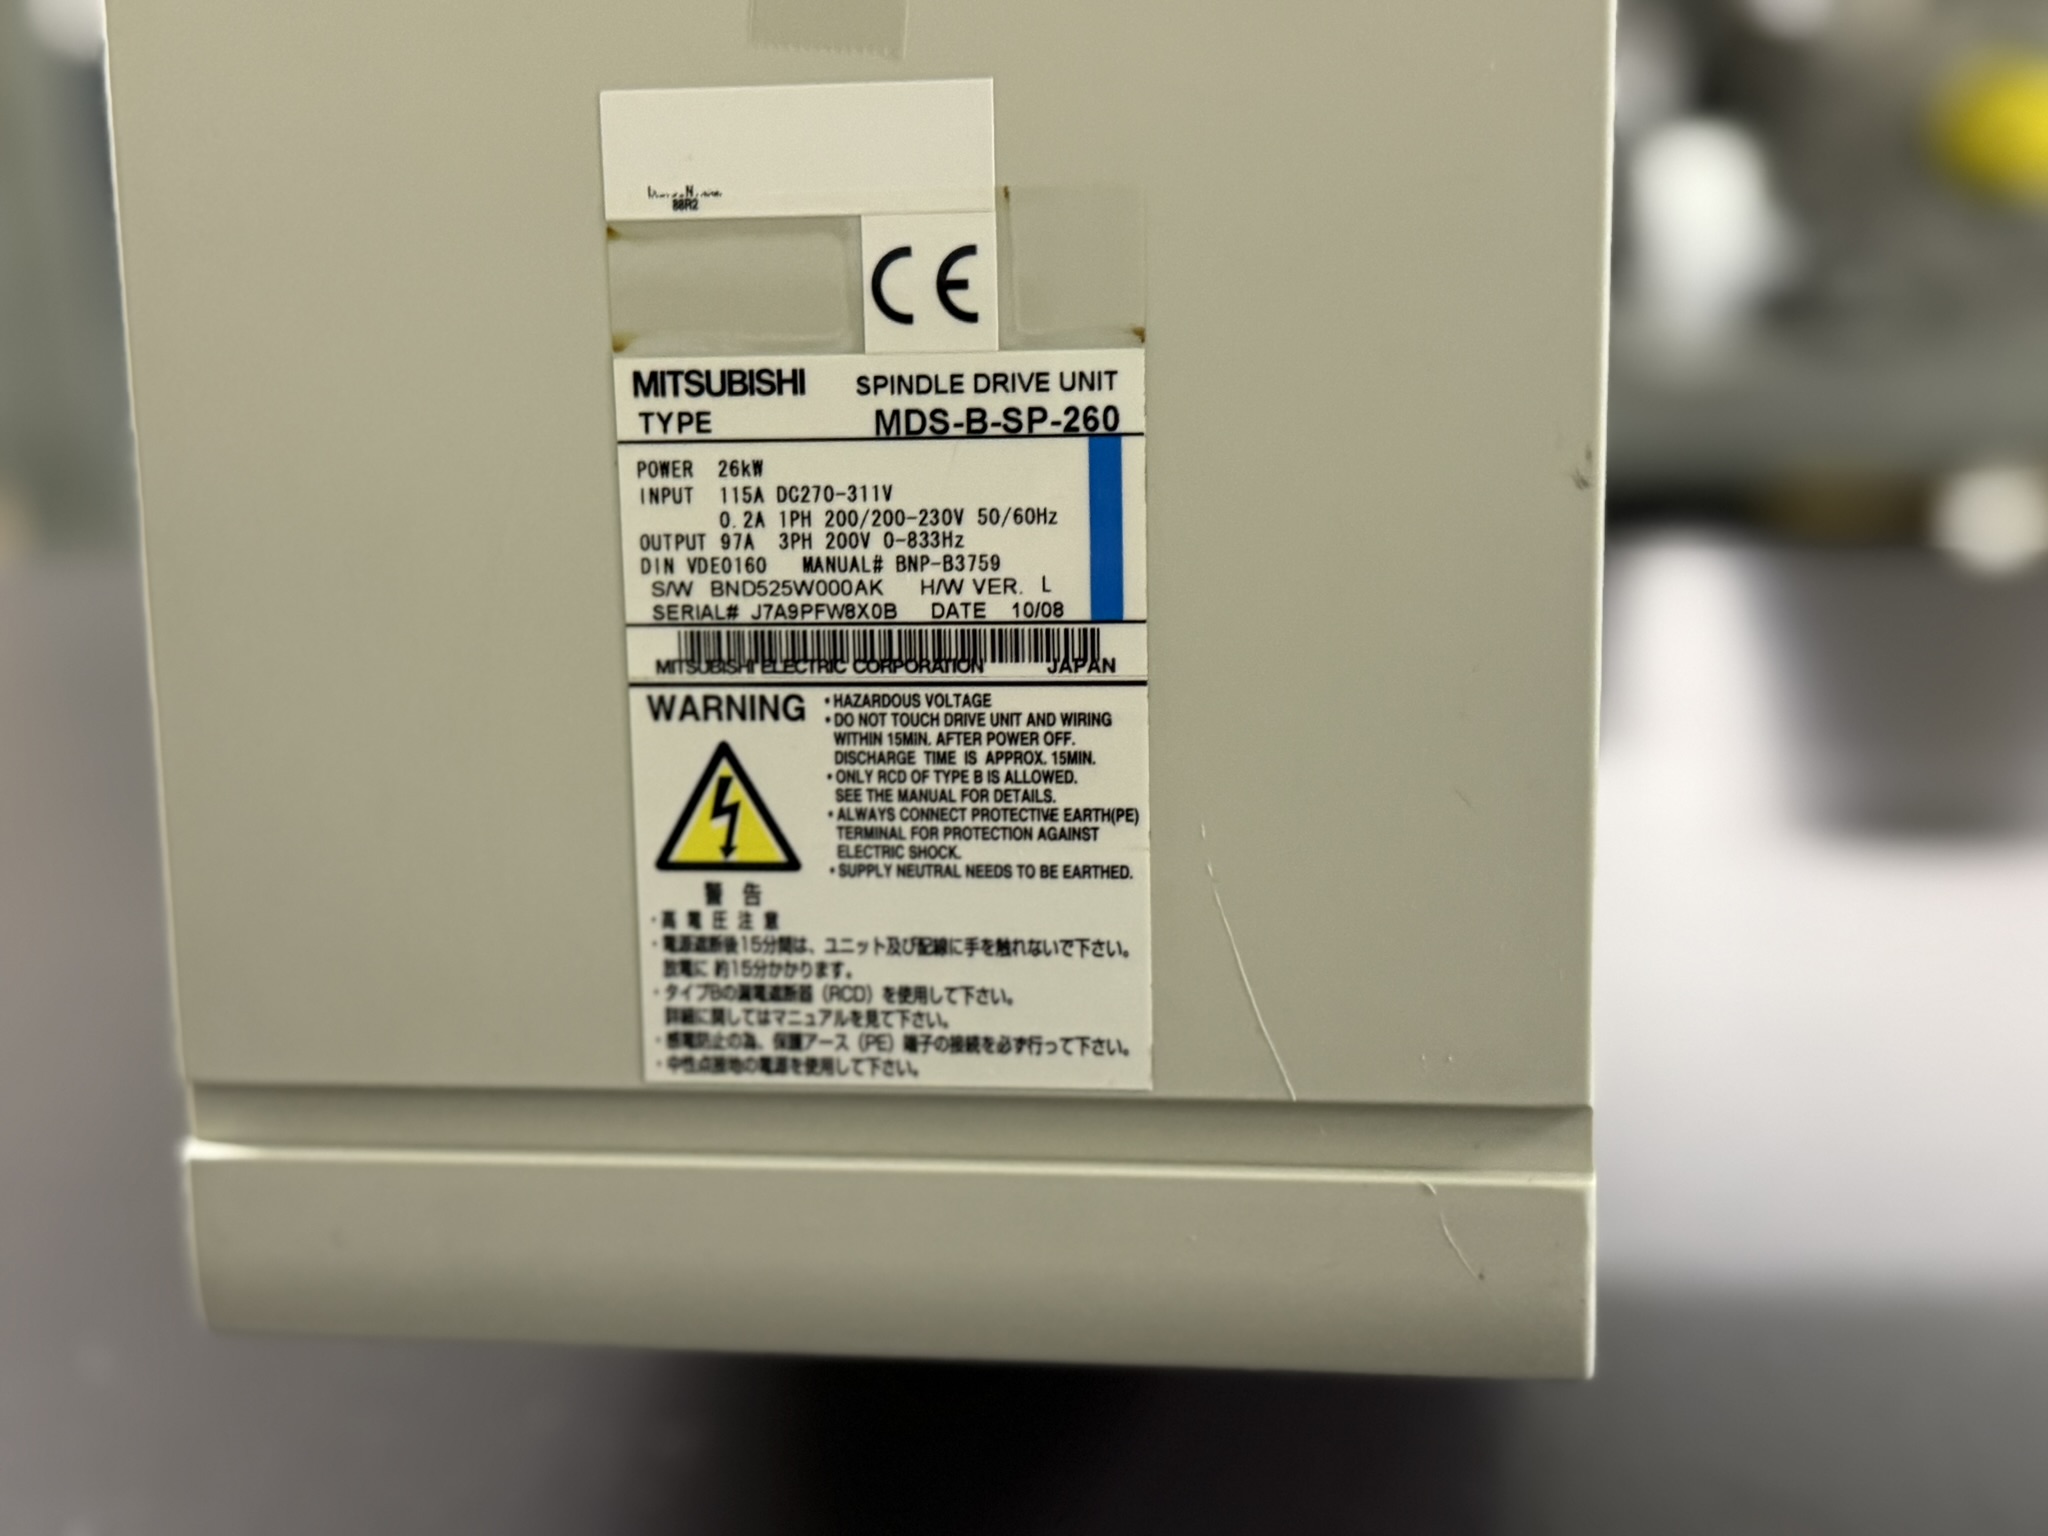 88R2
CE
MITSUBISHI SPINDLE DRIVE UNIT
TYPE MDS-B-SP-260
POWER 26kW
INPUT 115A DC270-311V
0.2A 1PH 200/200-230V 50/60Hz
OUTPUT 97A 3PH 200V 0-833Hz
DIN VDE0160 MANUAL# BNP-B3759
S/W BND525W000AK H/W VER. L
SERIAL# J7A9PFW8X0B DATE 10/08
MITSUBISHI ELECTRIC CORPORATION JAPAN
WARNING
・HAZARDOUS VOLTAGE
・DO NOT TOUCH DRIVE UNIT AND WIRING
WITHIN 15MIN. AFTER POWER OFF.
DISCHARGE TIME IS APPROX. 15MIN.
・ONLY RCD OF TYPE B IS ALLOWED.
SEE THE MANUAL FOR DETAILS.
・ALWAYS CONNECT PROTECTIVE EARTH(PE)
TERMINAL FOR PROTECTION AGAINST
ELECTRIC SHOCK.
・SUPPLY NEUTRAL NEEDS TO BE EARTHED.
警 告
・高 電 圧 注 意
・電源遮断後15分間は、ユニット及び配線に手を触れないで下さい。
放電に 約15分かかります。
・タイプBの漏電遮断器（RCD）を使用して下さい。
詳細に関してはマニュアルを見て下さい。
・感電防止の為、保護アース（PE）端子の接続を必ず行って下さい。
・中性点接地の電源を使用して下さい。